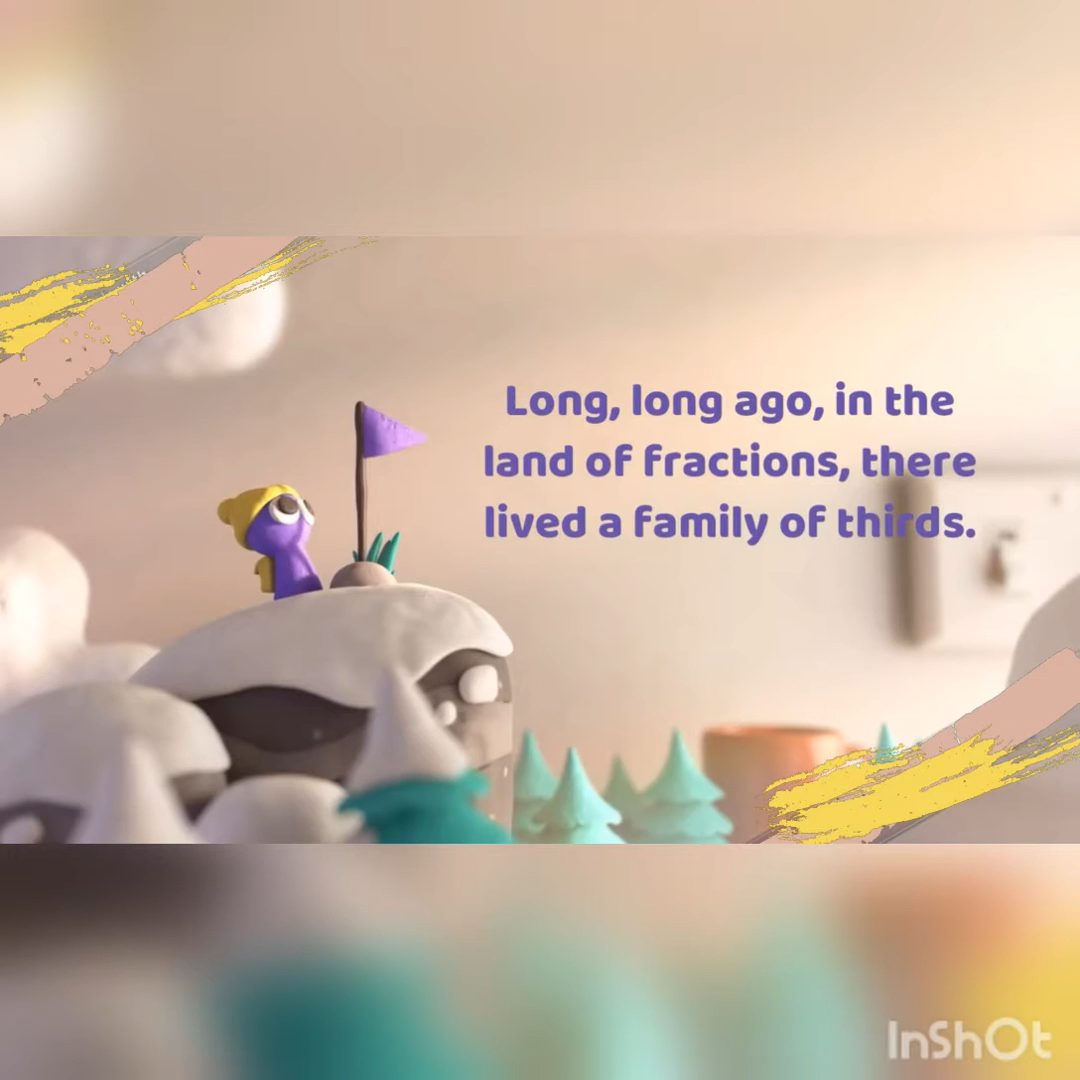 Long, long ago, in the
land of fractions, there
lived a family of thirds.
InShOt